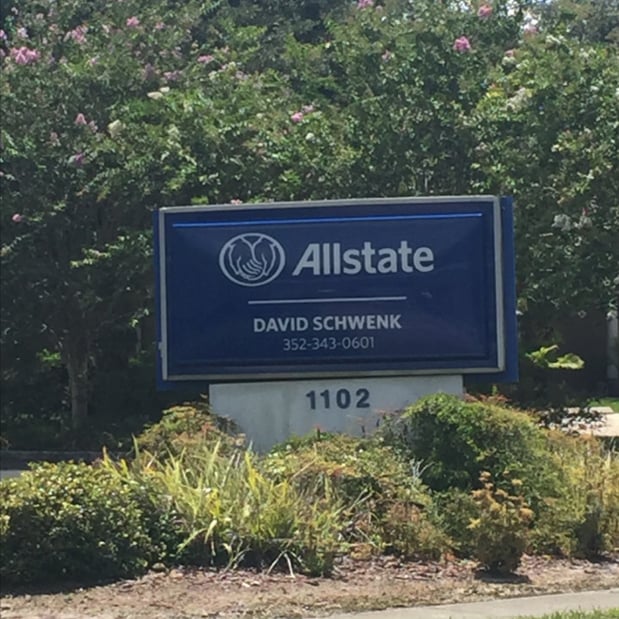 Allstate
DAVID SCHWENK
352-343-0601
1102